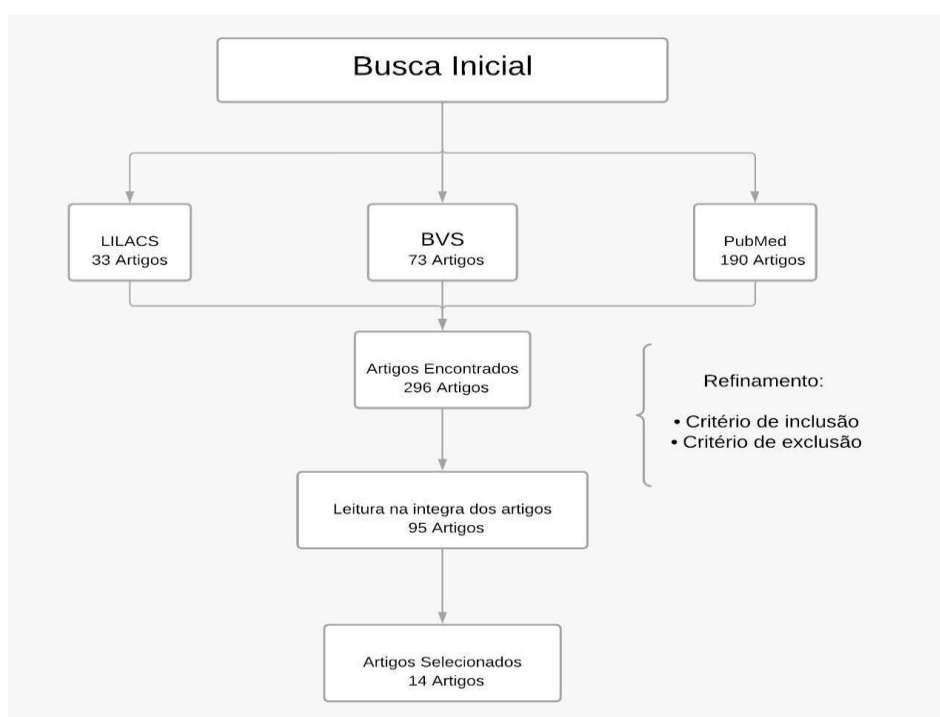 Busca Inicial
LILACS
33 Artigos
BVS
73 Artigos
PubMed
190 Artigos
Artigos Encontrados
296 Artigos
Refinamento:
• Critério de inclusão
• Critério de exclusão
Leitura na integra dos artigos
95 Artigos
Artigos Selecionados
14 Artigos